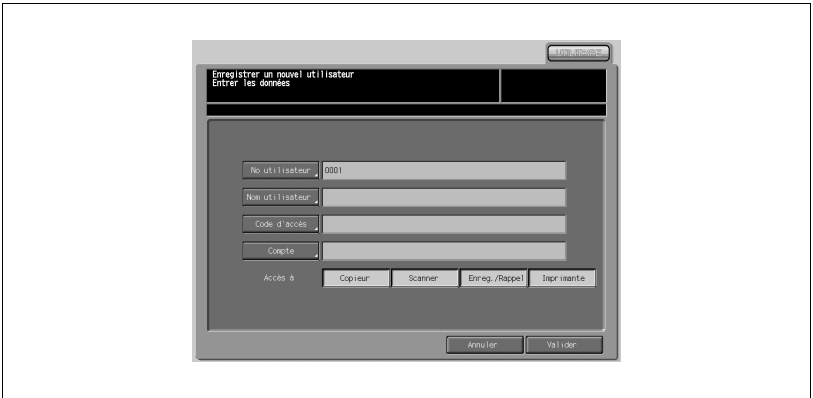 UTILITAIRE
Enregistrer un nouvel utilisateur
Entrer les données
No utilisateur 0001
Nom utilisateur
Code d'accès
Compte
Accès à Copieur Scanner Enreg./Rappel Imprimante
Annuler Valider